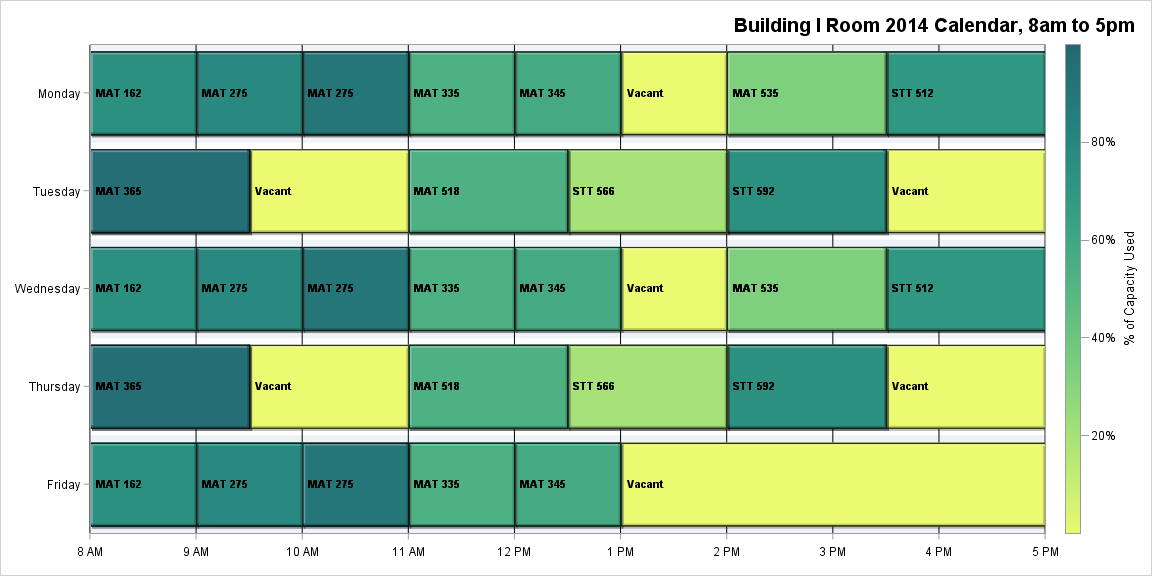 Building I Room 2014 Calendar, 8am to 5pm
Monday
MAT 162
MAT 275
MAT 275
MAT 335
MAT 345
Vacant
MAT 535
STT 512
Tuesday
MAT 365
Vacant
MAT 518
STT 566
STT 592
Vacant
Wednesday
MAT 162
MAT 275
MAT 275
MAT 335
MAT 345
Vacant
MAT 535
STT 512
Thursday
MAT 365
Vacant
MAT 518
STT 566
STT 592
Vacant
Friday
MAT 162
MAT 275
MAT 275
MAT 335
MAT 345
Vacant
8 AM
9 AM
10 AM
11 AM
12 PM
1 PM
2 PM
3 PM
4 PM
5 PM
80%
60%
40%
20%
% of Capacity Used